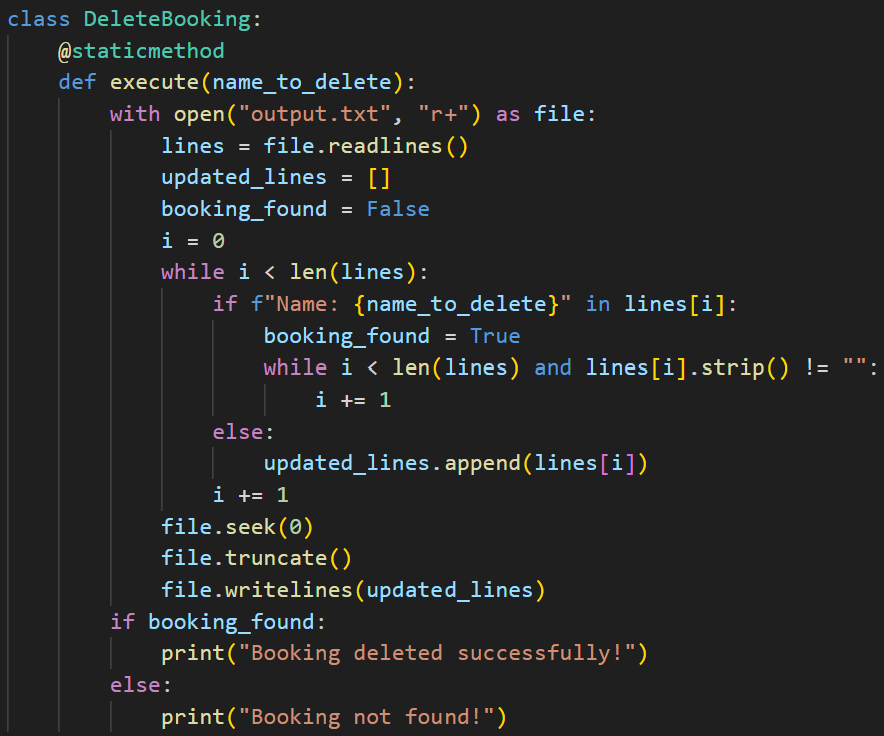 class DeleteBooking:
    @staticmethod
    def execute(name_to_delete):
        with open("output.txt", "r+") as file:
            lines = file.readlines()
            updated_lines = []
            booking_found = False
            i = 0
            while i < len(lines):
                if f"Name: {name_to_delete}" in lines[i]:
                    booking_found = True
                    while i < len(lines) and lines[i].strip() != "":
                        i += 1
                else:
                    updated_lines.append(lines[i])
                i += 1
            file.seek(0)
            file.truncate()
            file.writelines(updated_lines)
        if booking_found:
            print("Booking deleted successfully!")
        else:
            print("Booking not found!")